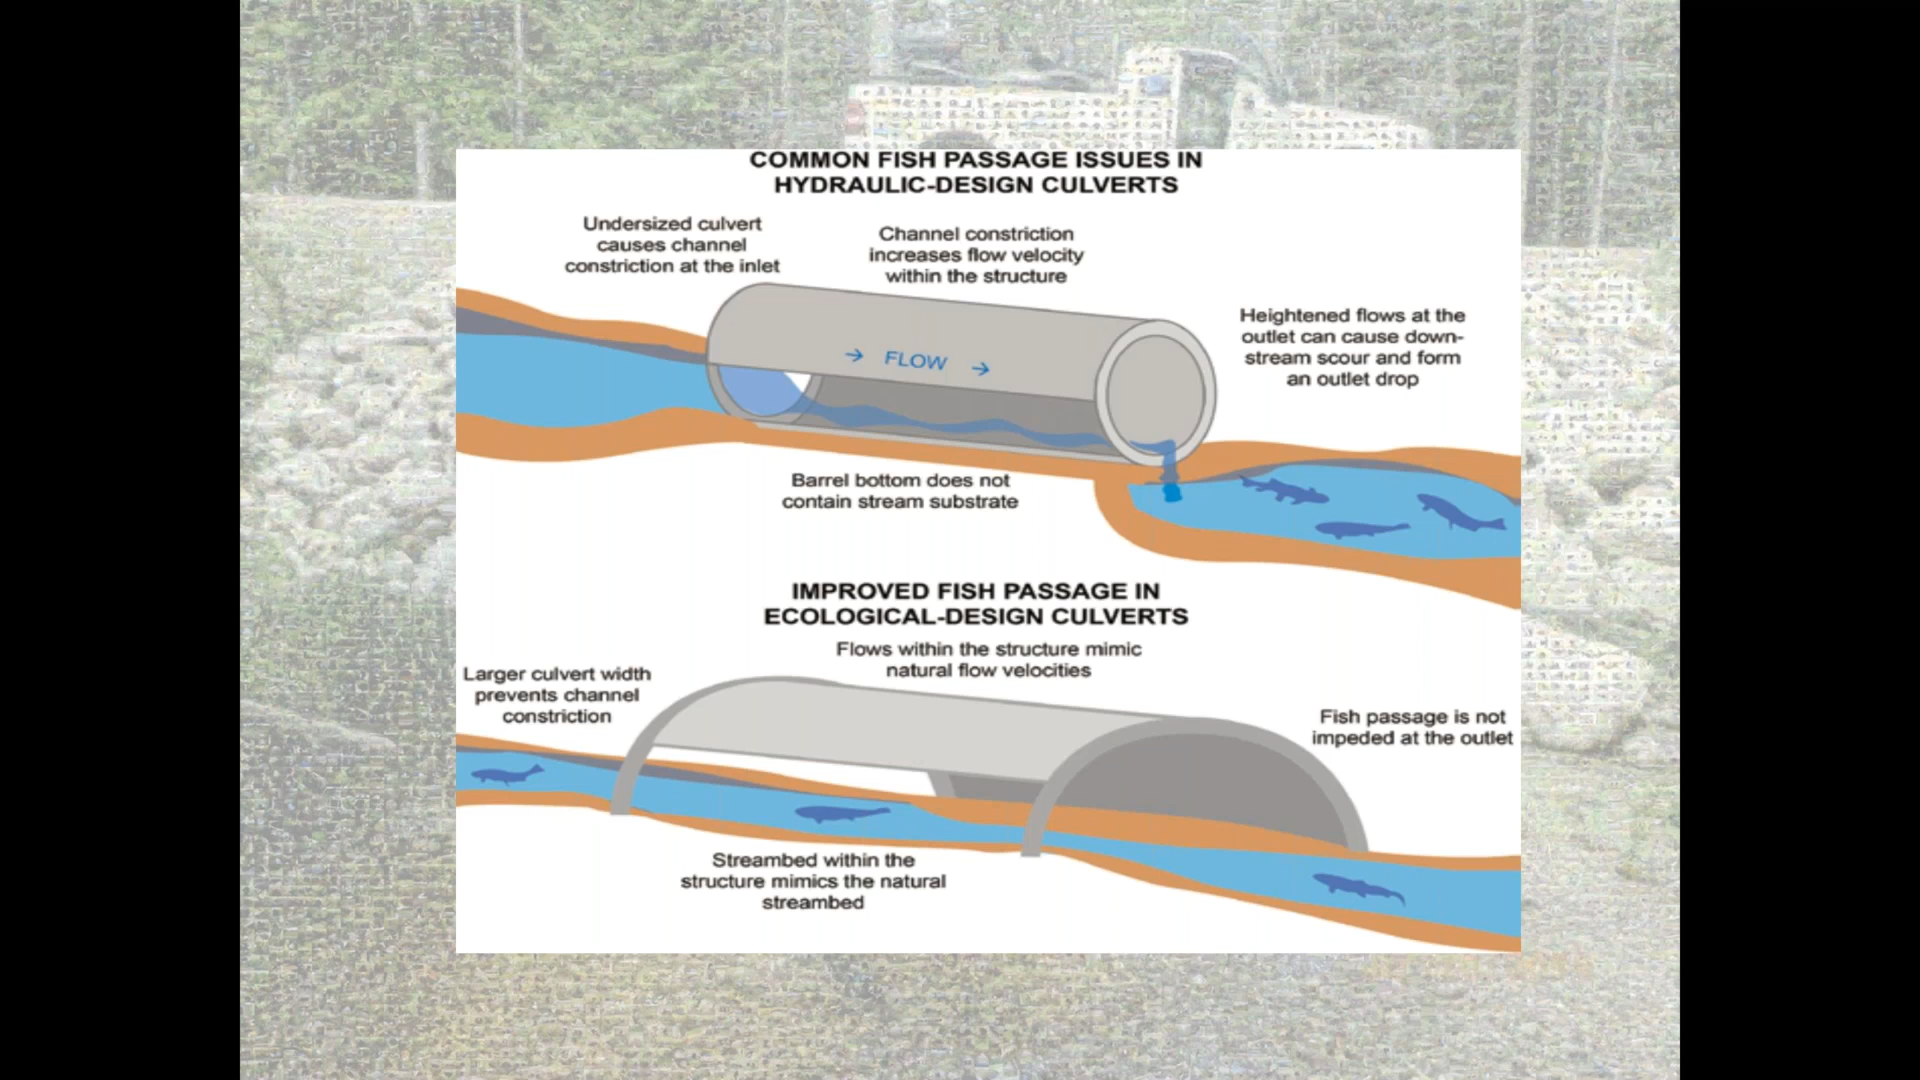 COMMON FISH PASSAGE ISSUES IN
HYDRAULIC-DESIGN CULVERTS
Undersized culvert
causes channel
constriction at the inlet
Channel constriction
increases flow velocity
within the structure
Heightened flows at the
outlet can cause down-
stream scour and form
an outlet drop
→ FLOW →
Barrel bottom does not
contain stream substrate
IMPROVED FISH PASSAGE IN
ECOLOGICAL-DESIGN CULVERTS
Flows within the structure mimic
natural flow velocities
Larger culvert width
prevents channel
constriction
Fish passage is not
impeded at the outlet
Streambed within the
structure mimics the natural
streambed